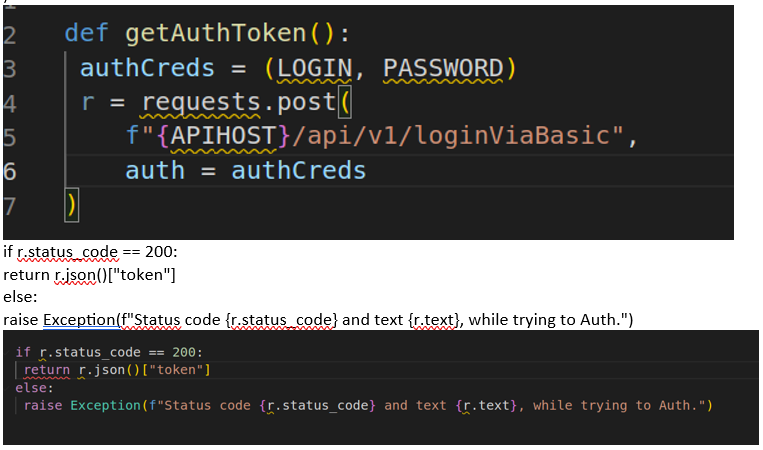 2 def getAuthToken():
3 authCreds = (LOGIN, PASSWORD)
4 r = requests.post(
5 f"{APIHOST}/api/v1/loginViaBasic",
6 auth = authCreds
7 )
if r.status_code == 200:
return r.json()["token"]
else:
raise Exception(f"Status code {r.status_code} and text {r.text}, while trying to Auth.")
if r.status_code == 200:
return r.json()["token"]
else:
raise Exception(f"Status code {r.status_code} and text {r.text}, while trying to Auth.")